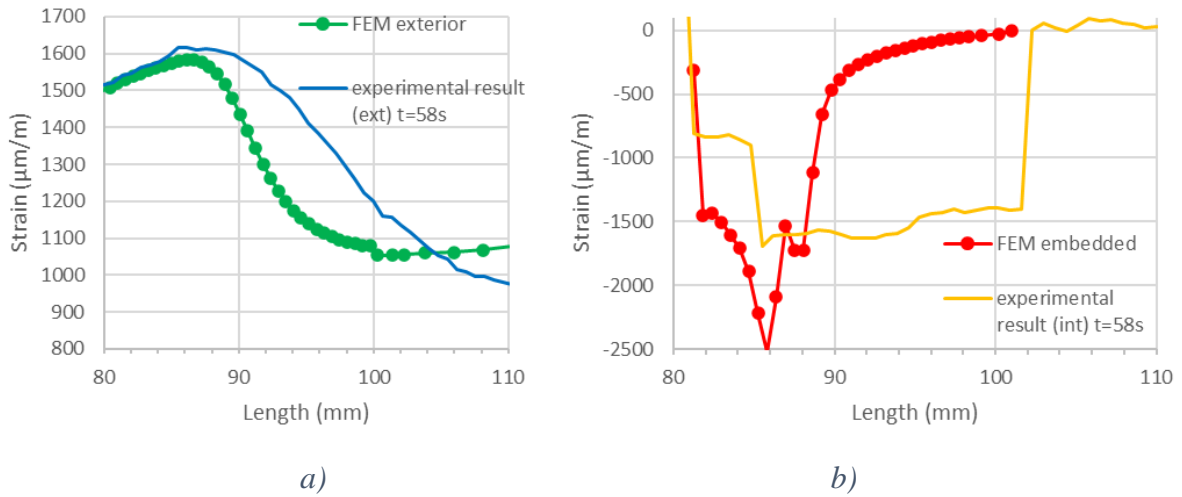 1700
1600
1500
1400
1300
1200
1100
1000
900
800
Strain (µm/m)
80
90
100
110
Length (mm)
FEM exterior
experimental result
(ext) t=58s
a)
0
-500
-1000
-1500
-2000
-2500
Strain (µm/m)
80
90
100
110
Length (mm)
FEM embedded
experimental
result (int) t=58s
b)